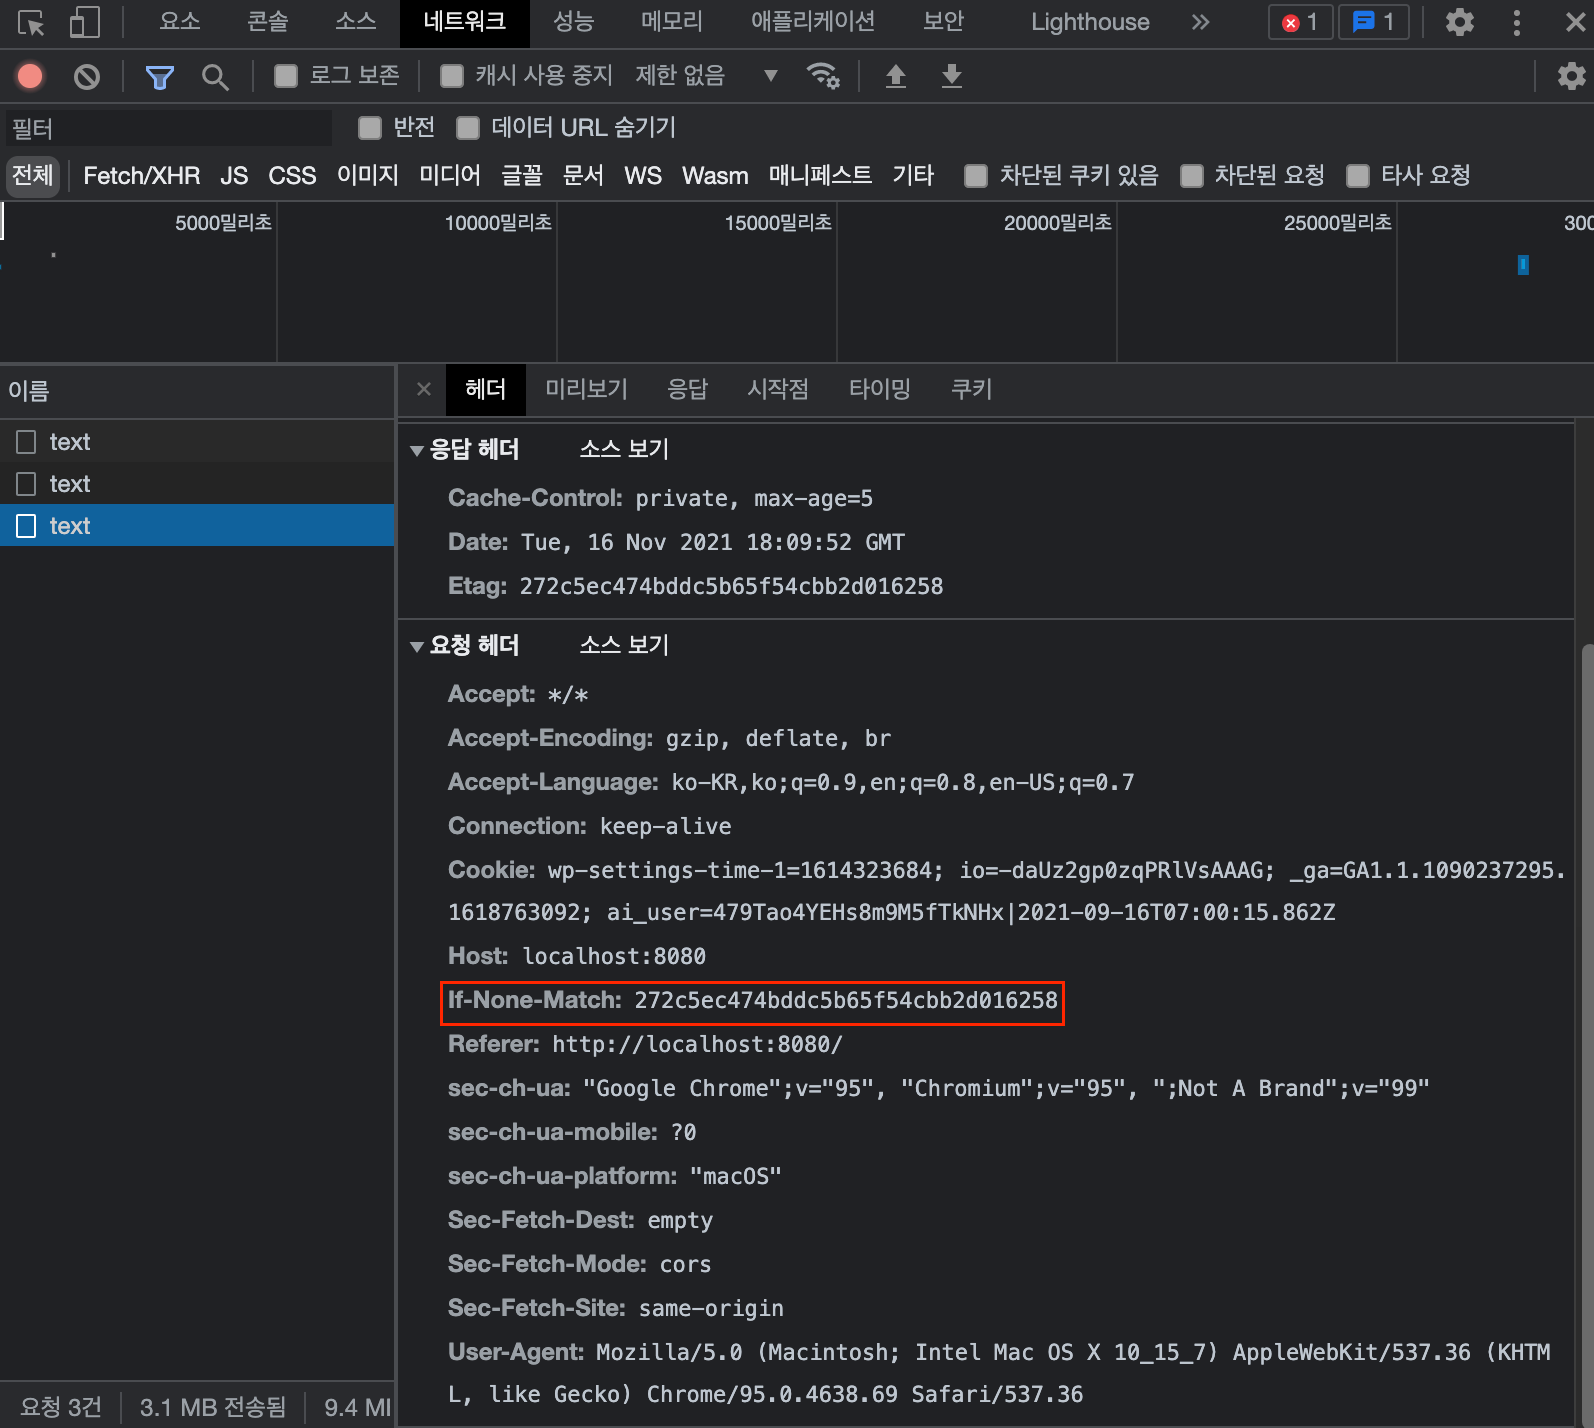 요소 콘솔 소스 네트워크 성능 메모리 애플리케이션 보안 Lighthouse » 1 1
로그 보존 캐시 사용 중지 제한 없음
필터 반전 데이터 URL 숨기기
전체 Fetch/XHR JS CSS 이미지 미디어 글꼴 문서 WS Wasm 매니페스트 기타 차단된 쿠키 있음 차단된 요청 타사 요청
5000밀리초 10000밀리초 15000밀리초 20000밀리초 25000밀리초 300
이름
text
text
text
헤더 미리보기 응답 시작점 타이밍 쿠키
응답 헤더 소스 보기
Cache-Control: private, max-age=5
Date: Tue, 16 Nov 2021 18:09:52 GMT
Etag: 272c5ec474bddc5b65f54cbb2d016258
요청 헤더 소스 보기
Accept: */*
Accept-Encoding: gzip, deflate, br
Accept-Language: ko-KR,ko;q=0.9,en;q=0.8,en-US;q=0.7
Connection: keep-alive
Cookie: wp-settings-time-1=1614323684; io=-daUz2gp0zqPRlVsAAAG; _ga=GA1.1.1090237295.
1618763092; ai_user=479Tao4YEHs8m9M5fTkNHx|2021-09-16T07:00:15.862Z
Host: localhost:8080
If-None-Match: 272c5ec474bddc5b65f54cbb2d016258
Referer: http://localhost:8080/
sec-ch-ua: "Google Chrome";v="95", "Chromium";v="95", ";Not A Brand";v="99"
sec-ch-ua-mobile: ?0
sec-ch-ua-platform: "macOS"
Sec-Fetch-Dest: empty
Sec-Fetch-Mode: cors
Sec-Fetch-Site: same-origin
User-Agent: Mozilla/5.0 (Macintosh; Intel Mac OS X 10_15_7) AppleWebKit/537.36 (KHTM
L, like Gecko) Chrome/95.0.4638.69 Safari/537.36
요청 3건 3.1 MB 전송됨 9.4 MI